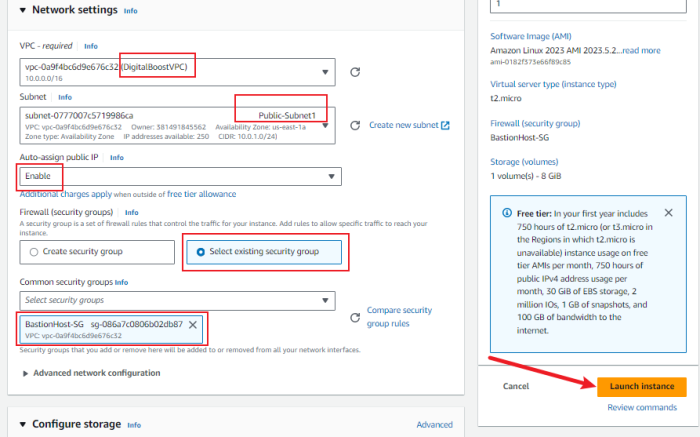 Network settings Info
VPC - required Info
vpc-0a9f4bc6d9e676c32 (DigitalBoostVPC)
10.0.0.0/16
Subnet Info
subnet-0777007c5719986ca Public-Subnet1
VPC: vpc-0a9f4bc6d9e676c32 Owner: 381491845562 Availability Zone: us-east-1a
Zone type: Availability Zone IP addresses available: 250 CIDR: 10.0.1.0/24)
Create new subnet
Auto-assign public IP Info
Enable
Additional charges apply when outside of free tier allowance
Firewall (security groups) Info
A security group is a set of firewall rules that control the traffic for your instance. Add rules to allow specific traffic to reach your
instance.
Create security group
Select existing security group
Common security groups Info
Select security groups
BastionHost-SG sg-086a7c0806b02db87
VPC: vpc-0a9f4bc6d9e676c32
Compare security
group rules
Security groups that you add or remove here will be added to or removed from all your network interfaces.
Advanced network configuration
Configure storage Info
Advanced
1
Software Image (AMI)
Amazon Linux 2023 AMI 2023.5.2...read more
ami-0182f373e66f89c85
Virtual server type (instance type)
t2.micro
Firewall (security group)
BastionHost-SG
Storage (volumes)
1 volume(s) - 8 GiB
Free tier: In your first year includes
750 hours of t2.micro (or t3.micro in
the Regions in which t2.micro is
unavailable) instance usage on free
tier AMIs per month, 750 hours of
public IPv4 address usage per
month, 30 GiB of EBS storage, 2
million IOs, 1 GB of snapshots, and
100 GB of bandwidth to the
internet.
Cancel
Launch instance
Review commands